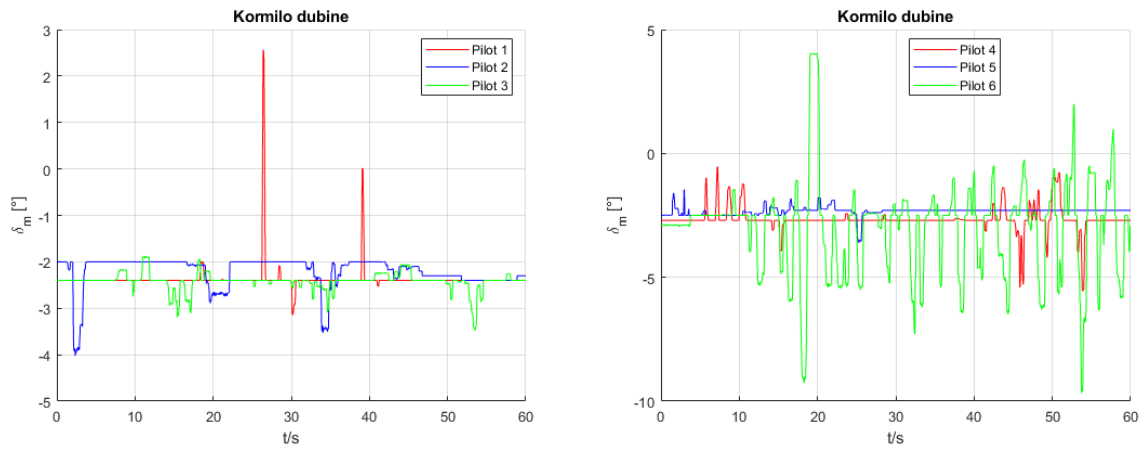 Kormilo dubine
3
2
1
0
-1
-2
-3
-4
-5
δm [°]
0
10
20
30
40
50
60
t/s
Pilot 1
Pilot 2
Pilot 3
Kormilo dubine
5
0
-5
-10
δm [°]
0
10
20
30
40
50
60
t/s
Pilot 4
Pilot 5
Pilot 6